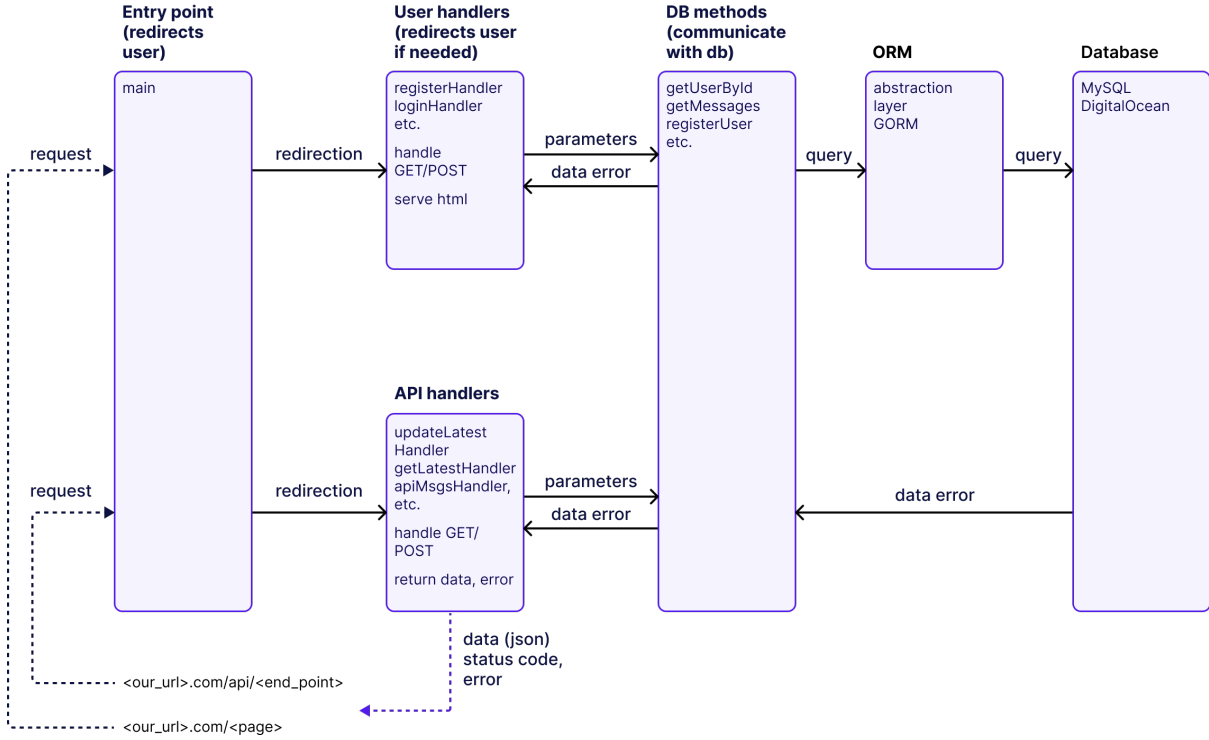 Entry point
(redirects
user)
User handlers
(redirects user
if needed)
DB methods
(communicate
with db)
ORM
Database
main
registerHandler
loginHandler
etc.
handle
GET/POST
serve html
getUserById
getMessages
registerUser
etc.
abstraction
layer
GORM
MySQL
DigitalOcean
request
redirection
parameters
data error
query
query
API handlers
updateLatest
Handler
getLatestHandler
apiMsgsHandler,
etc.
handle GET/
POST
return data, error
request
redirection
parameters
data error
data error
data (json)
status code,
error
<our_url>.com/api/<end_point>
<our_url>.com/<page>